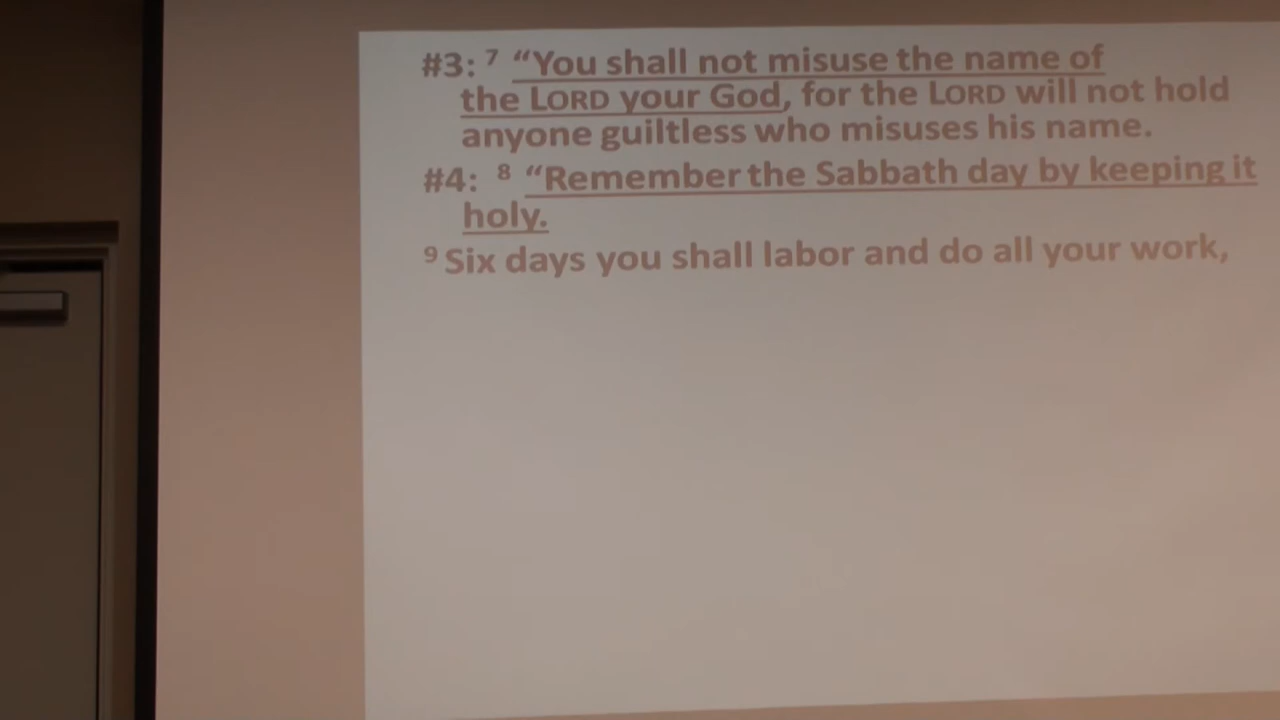 #3: ⁷ “You shall not misuse the name of
the LORD your God, for the LORD will not hold
anyone guiltless who misuses his name.
#4: ⁸ “Remember the Sabbath day by keeping it
holy.
⁹ Six days you shall labor and do all your work,